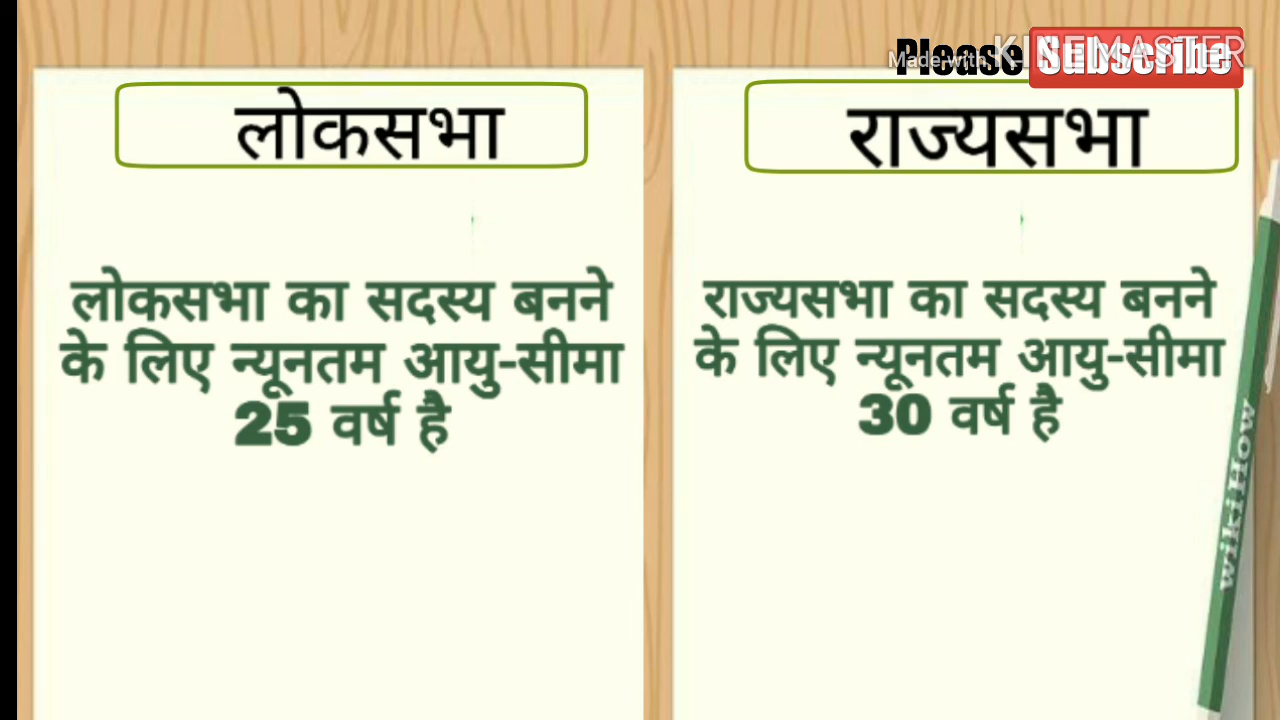 Please Subscribe
Made with KINEMASTER
लोकसभा
लोकसभा का सदस्य बनने
के लिए न्यूनतम आयु-सीमा
25 वर्ष है
राज्यसभा
राज्यसभा का सदस्य बनने
के लिए न्यूनतम आयु-सीमा
30 वर्ष है
wikiHow